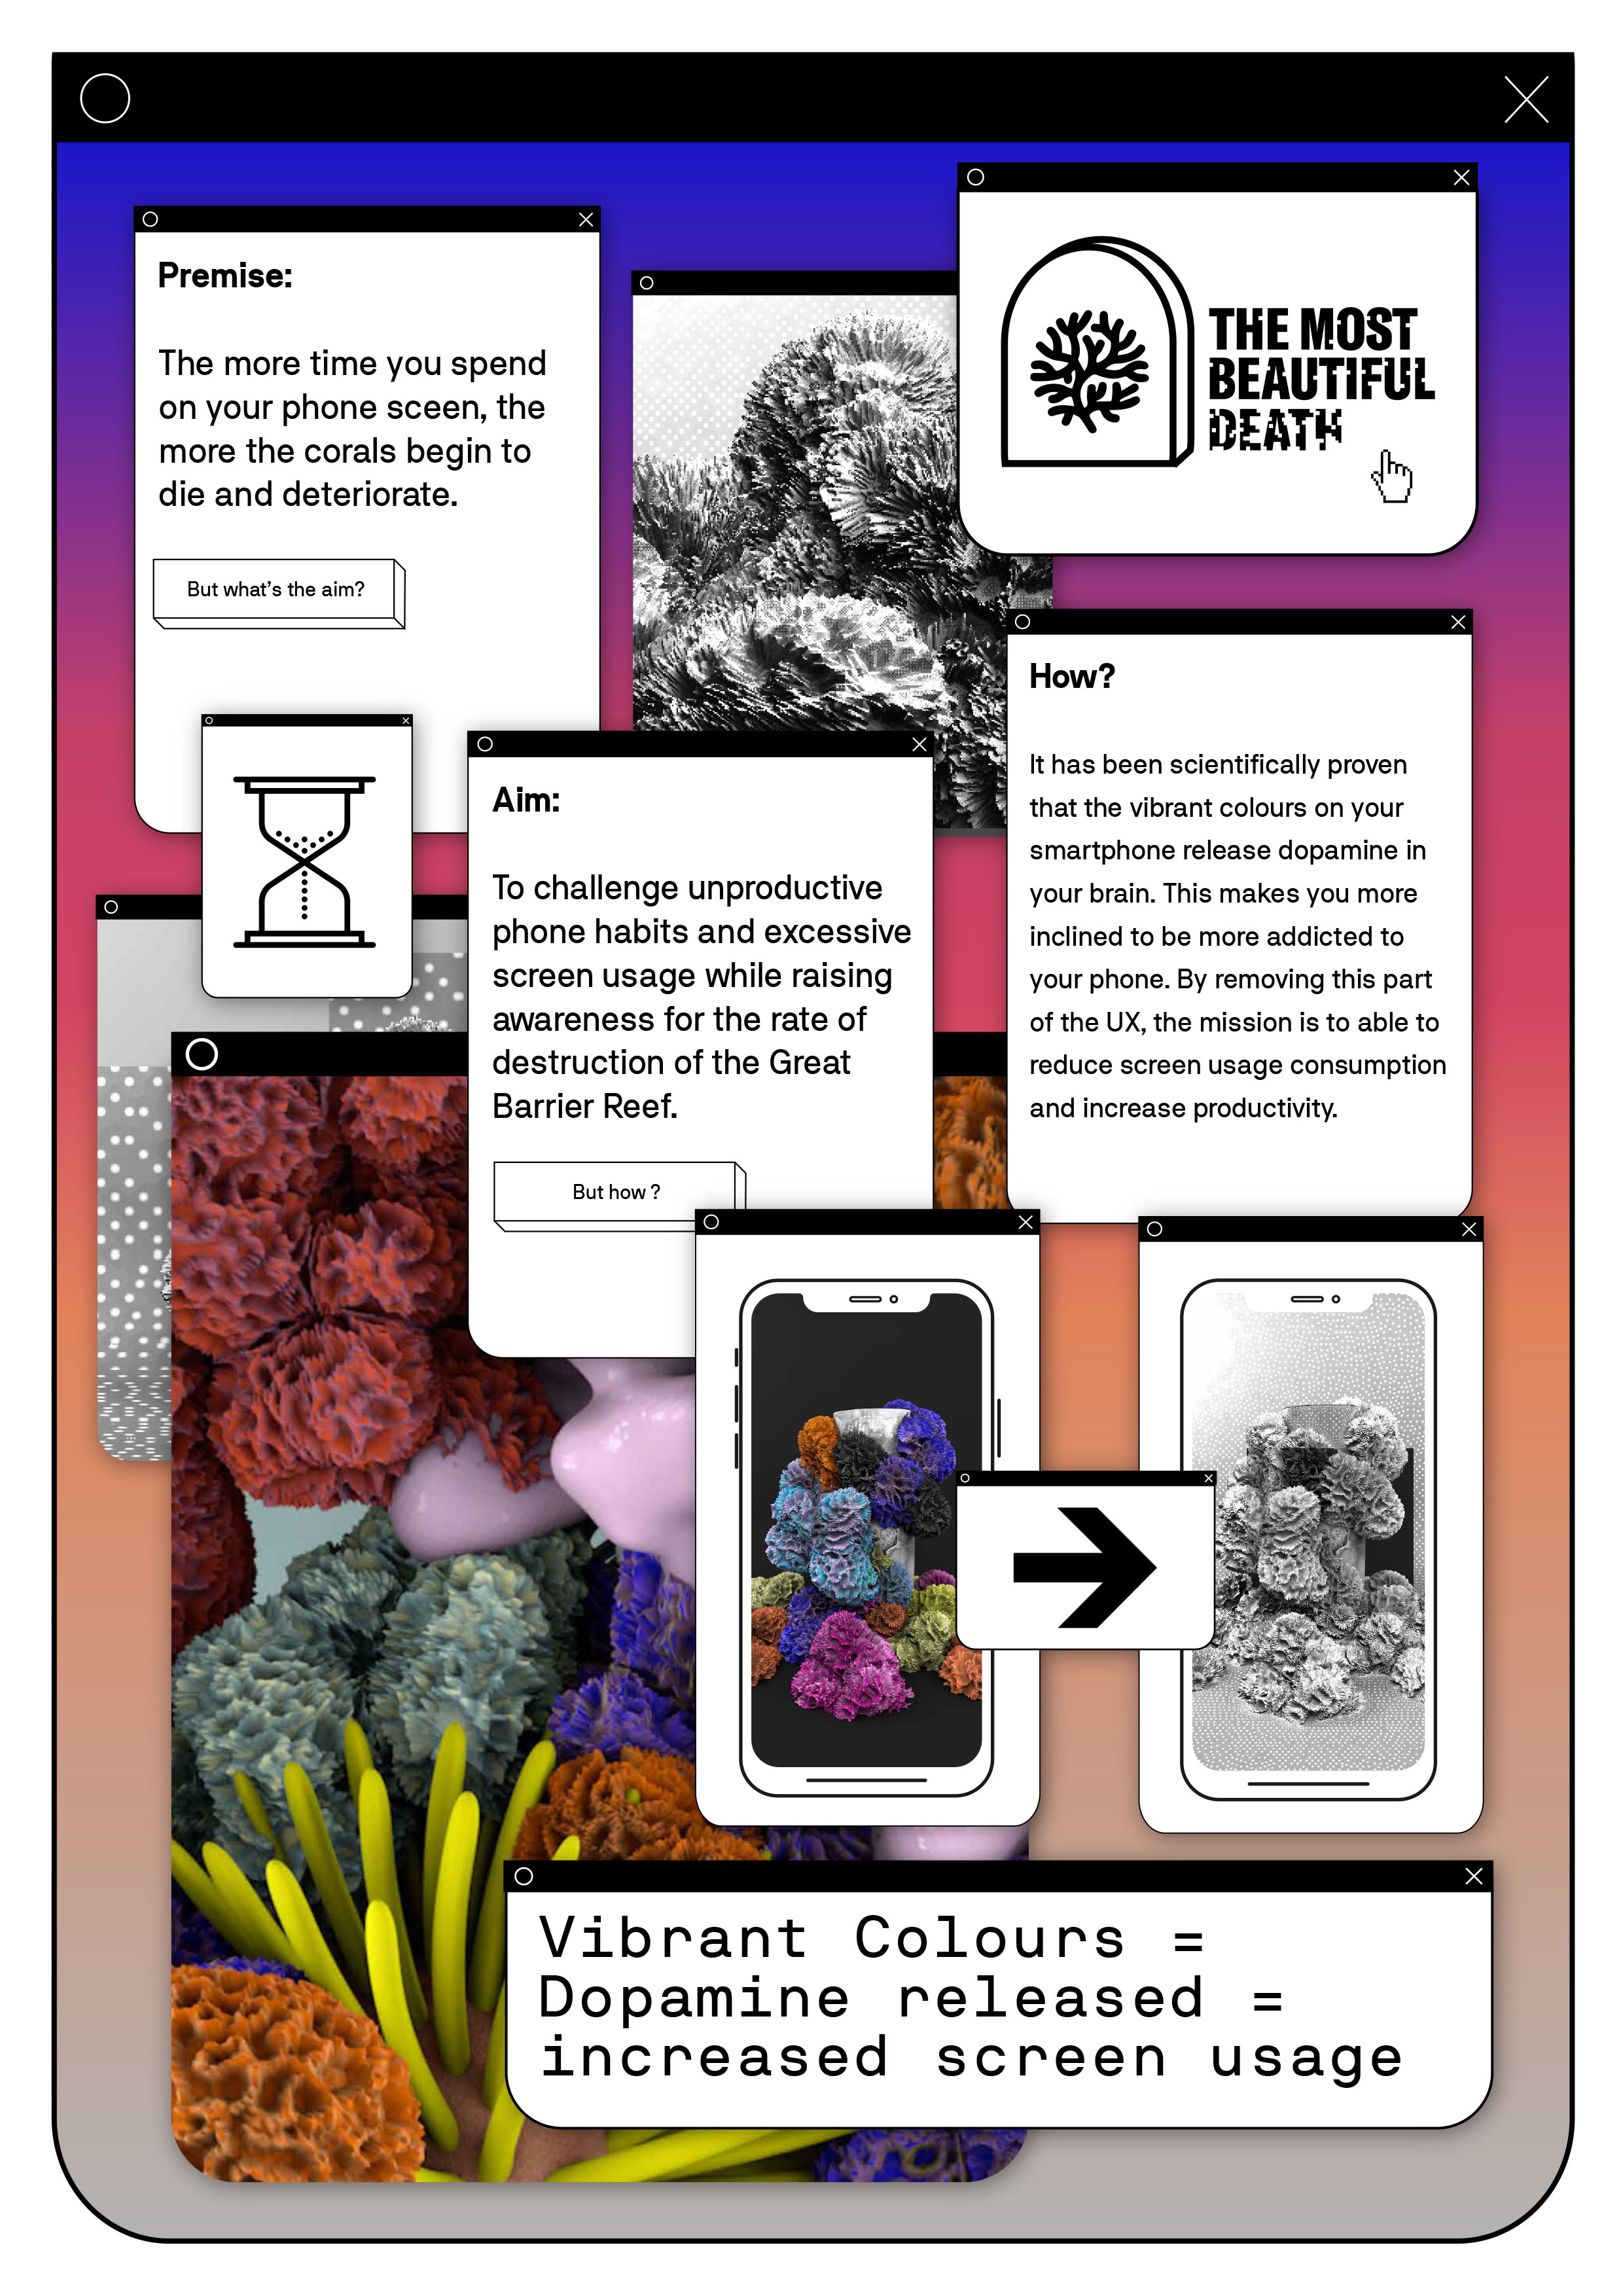 Premise:
The more time you spend
on your phone sceen, the
more the corals begin to
die and deteriorate.
But what's the aim?
THE MOST
BEAUTIFUL
DEATH
Aim:
To challenge unproductive
phone habits and excessive
screen usage while raising
awareness for the rate of
destruction of the Great
Barrier Reef.
But how ?
How?
It has been scientifically proven
that the vibrant colours on your
smartphone release dopamine in
your brain. This makes you more
inclined to be more addicted to
your phone. By removing this part
of the UX, the mission is to able to
reduce screen usage consumption
and increase productivity.
Vibrant Colours =
Dopamine released =
increased screen usage